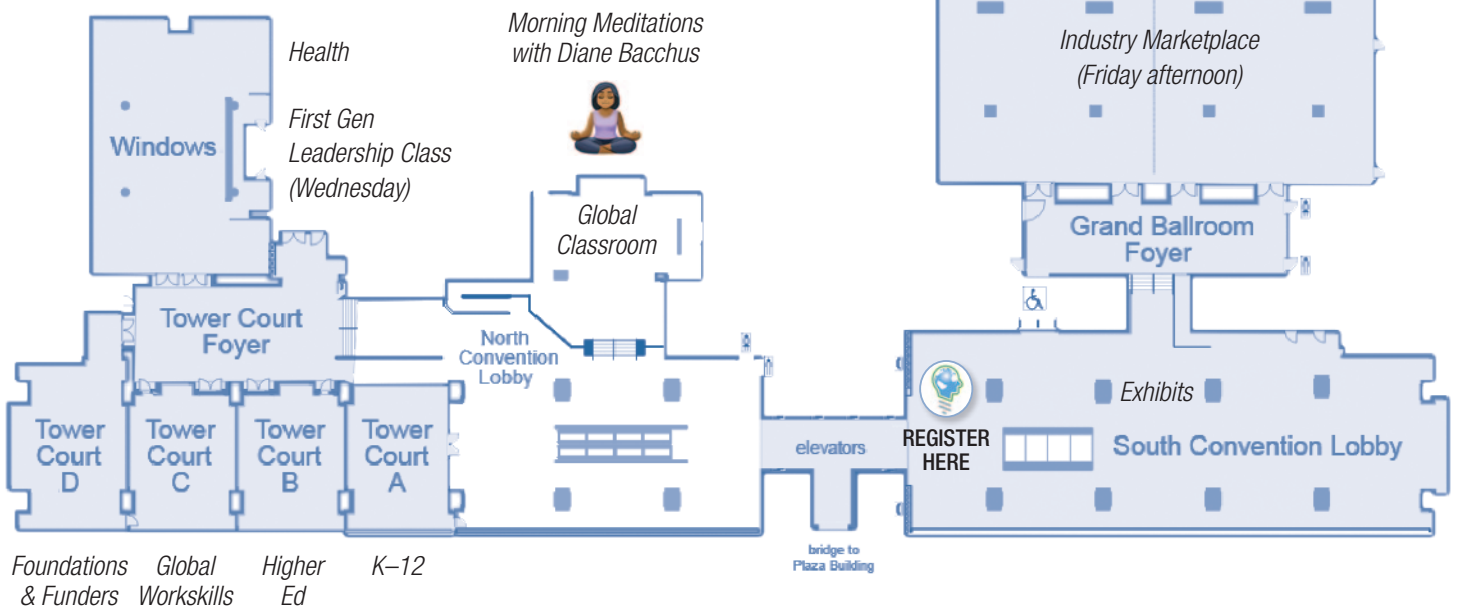 Morning Meditations
with Diane Bacchus
Industry Marketplace
(Friday afternoon)
Health
First Gen
Leadership Class
(Wednesday)
Windows
Global
Classroom
Grand Ballroom
Foyer
Tower Court
Foyer
North
Convention
Lobby
Exhibits
REGISTER
HERE
South Convention Lobby
elevators
Tower
Court
D
Tower
Court
C
Tower
Court
B
Tower
Court
A
bridge to
Plaza Building
Foundations
& Funders
Global
Workskills
Higher
Ed
K–12